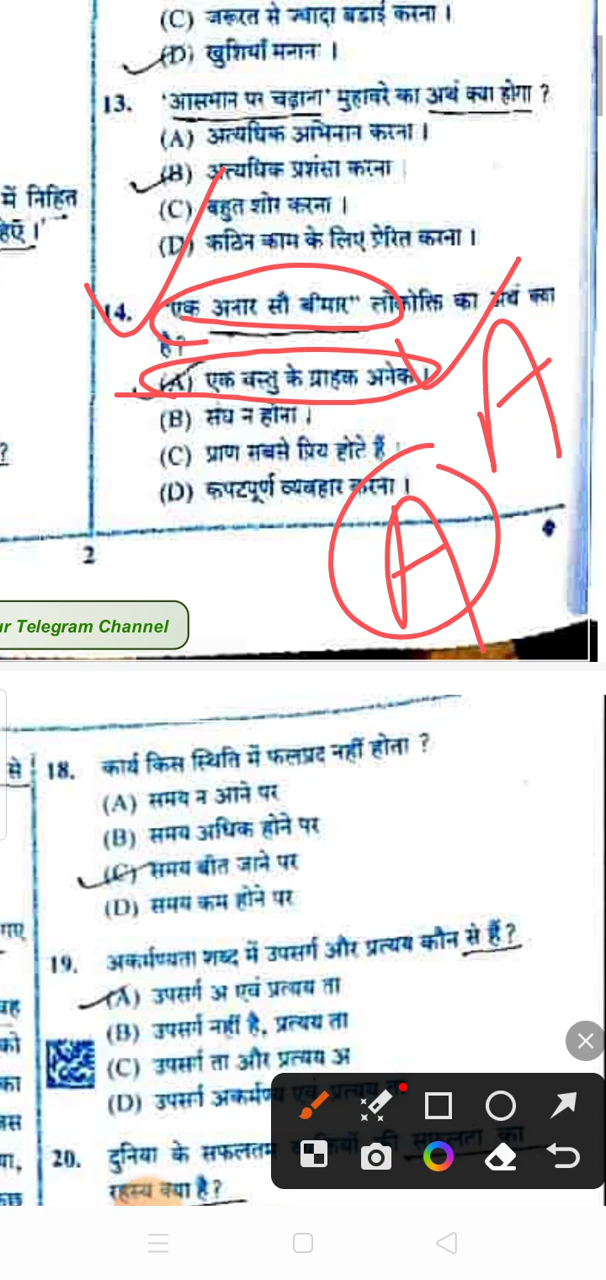 (C) जरूरत से ज्यादा बड़ाई करना ।
(D) खुशियाँ मनाना ।
13. 'आसमान पर चढ़ाना' मुहावरे का अर्थ क्या होगा ?
(A) अत्यधिक अभिमान करना ।
(B) अत्यधिक प्रशंसा करना
(C) बहुत शोर करना ।
(D) कठिन काम के लिए प्रेरित करना ।
में निहित
14. "एक अनार सौ बीमार" लोकोक्ति का अर्थ क्या
है ?
(A) एक वस्तु के ग्राहक अनेक ।
(B) संघ न होना ।
(C) प्राण सबसे प्रिय होते हैं ।
(D) कपटपूर्ण व्यवहार करना ।
A
A
?
2
ur Telegram Channel
से
18. कार्य किस स्थिति में फलप्रद नहीं होता ?
(A) समय न आने पर
(B) समय अधिक होने पर
(C) समय बीत जाने पर
(D) समय कम होने पर
गए
19. अकर्मण्यता शब्द में उपसर्ग और प्रत्यय कौन से हैं ?
(A) उपसर्ग अ एवं प्रत्यय ता
(B) उपसर्ग नहीं है, प्रत्यय ता
(C) उपसर्ग ता और प्रत्यय अ
(D) उपसर्ग अकर्मण्य एवं प्रत्यय
वह
को
का
20. दुनिया के सफलतम की सफलता का
रहस्य क्या है ?